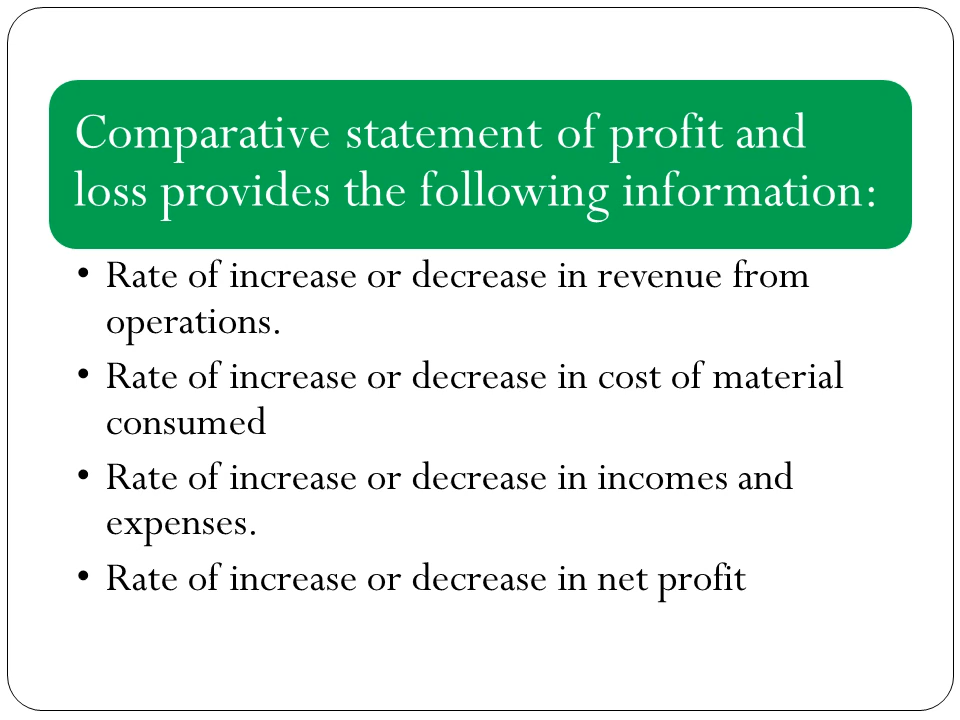 Comparative statement of profit and
loss provides the following information:
• Rate of increase or decrease in revenue from
operations.
• Rate of increase or decrease in cost of material
consumed
• Rate of increase or decrease in incomes and
expenses.
• Rate of increase or decrease in net profit